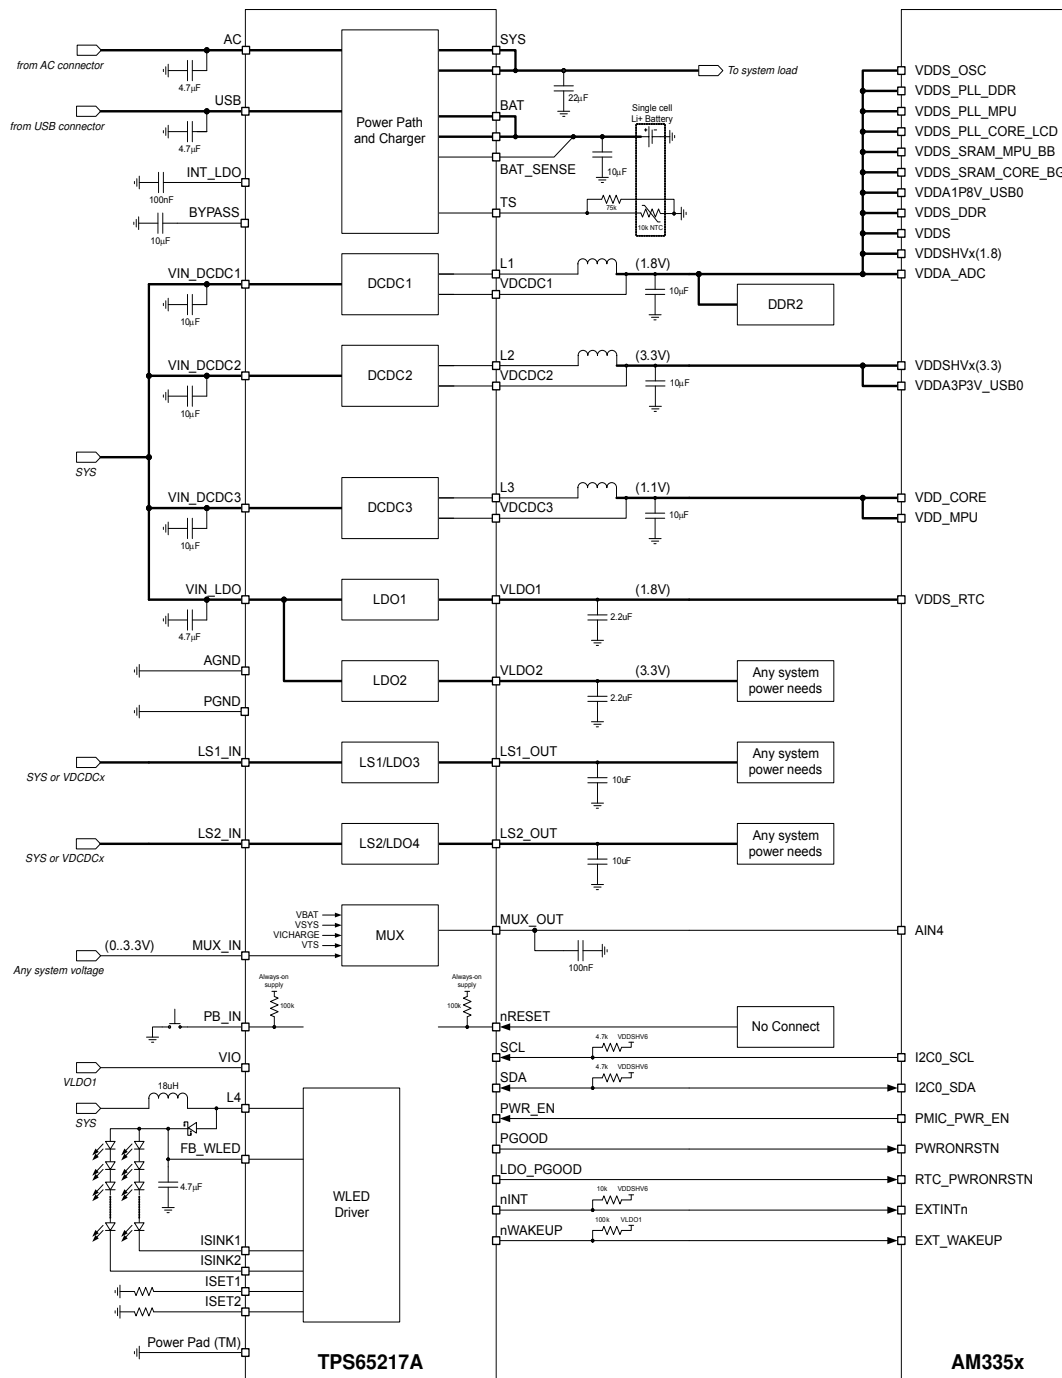 AC
from AC connector
4.7µF
USB
from USB connector
4.7µF
INT_LDO
100nF
BYPASS
10µF
Power Path
and Charger
SYS
To system load
22µF
BAT
Single cell
Li+ Battery
BAT_SENSE
10µF
TS
75k
10k NTC
VDDS_OSC
VDDS_PLL_DDR
VDDS_PLL_MPU
VDDS_PLL_CORE_LCD
VDDS_SRAM_MPU_BB
VDDS_SRAM_CORE_BG
VDDA1P8V_USB0
VDDS_DDR
VDDS
VDDSHVx(1.8)
VDDA_ADC
VIN_DCDC1
10µF
DCDC1
L1
VDCDC1
(1.8V)
10µF
DDR2
VIN_DCDC2
10µF
DCDC2
L2
VDCDC2
(3.3V)
10µF
VDDSHVx(3.3)
VDDA3P3V_USB0
SYS
VIN_DCDC3
10µF
DCDC3
L3
VDCDC3
(1.1V)
10µF
VDD_CORE
VDD_MPU
VIN_LDO
4.7µF
LDO1
VLDO1
(1.8V)
2.2uF
VDDS_RTC
AGND
LDO2
VLDO2
(3.3V)
2.2uF
Any system
power needs
PGND
LS1_IN
SYS or VDCDCx
LS1/LDO3
LS1_OUT
10uF
Any system
power needs
LS2_IN
SYS or VDCDCx
LS2/LDO4
LS2_OUT
10uF
Any system
power needs
VBAT
VSYS
VICHARGE
VTS
(0..3.3V)
MUX_IN
Any system voltage
MUX
MUX_OUT
100nF
AIN4
Always-on
supply
100k
Always-on
supply
100k
PB_IN
nRESET
No Connect
VIO
VLDO1
SCL
4.7k VDDSHV6
I2C0_SCL
SDA
4.7k VDDSHV6
I2C0_SDA
18uH
L4
SYS
PWR_EN
PMIC_PWR_EN
FB_WLED
4.7µF
PGOOD
PWRONRSTN
LDO_PGOOD
RTC_PWRONRSTN
WLED
Driver
nINT
10k VDDSHV6
EXTINTn
nWAKEUP
100k VLDO1
EXT_WAKEUP
ISINK1
ISINK2
ISET1
ISET2
Power Pad (TM)
TPS65217A
AM335x